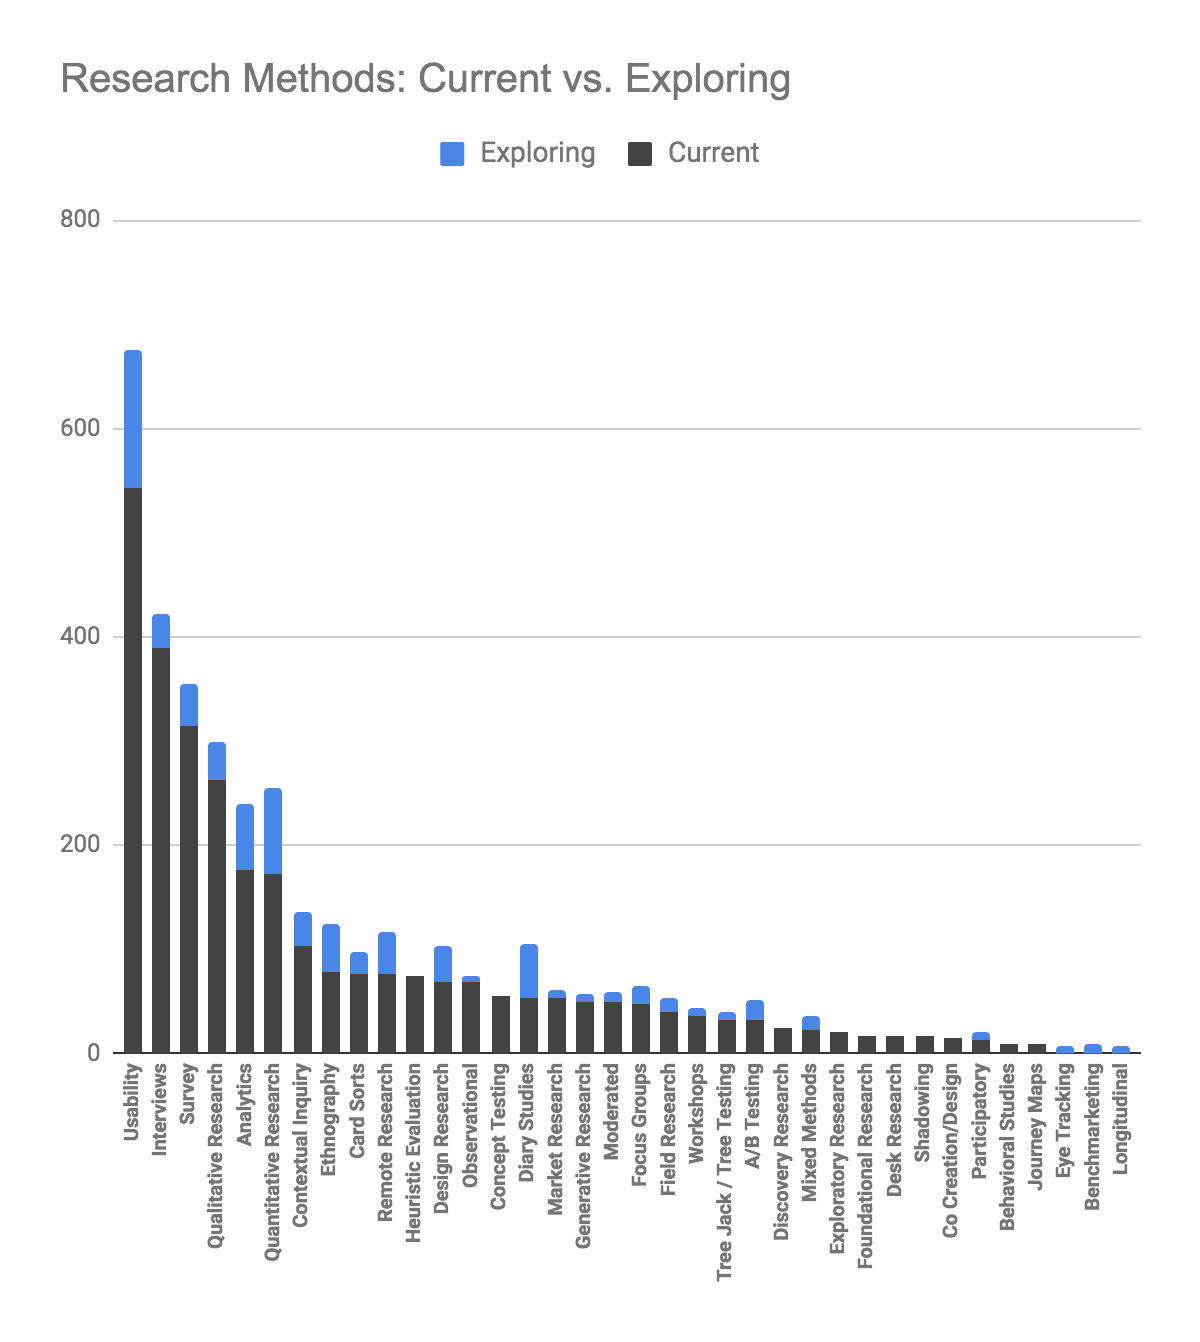 Research Methods: Current vs. Exploring
Exploring
Current
800
600
400
200
0
Usability
Interviews
Survey
Qualitative Research
Analytics
Quantitative Research
Contextual Inquiry
Ethnography
Card Sorts
Remote Research
Heuristic Evaluation
Design Research
Observational
Concept Testing
Diary Studies
Market Research
Generative Research
Moderated
Focus Groups
Field Research
Workshops
Tree Jack / Tree Testing
A/B Testing
Discovery Research
Mixed Methods
Exploratory Research
Foundational Research
Desk Research
Shadowing
Co Creation/Design
Participatory
Behavioral Studies
Journey Maps
Eye Tracking
Benchmarketing
Longitudinal